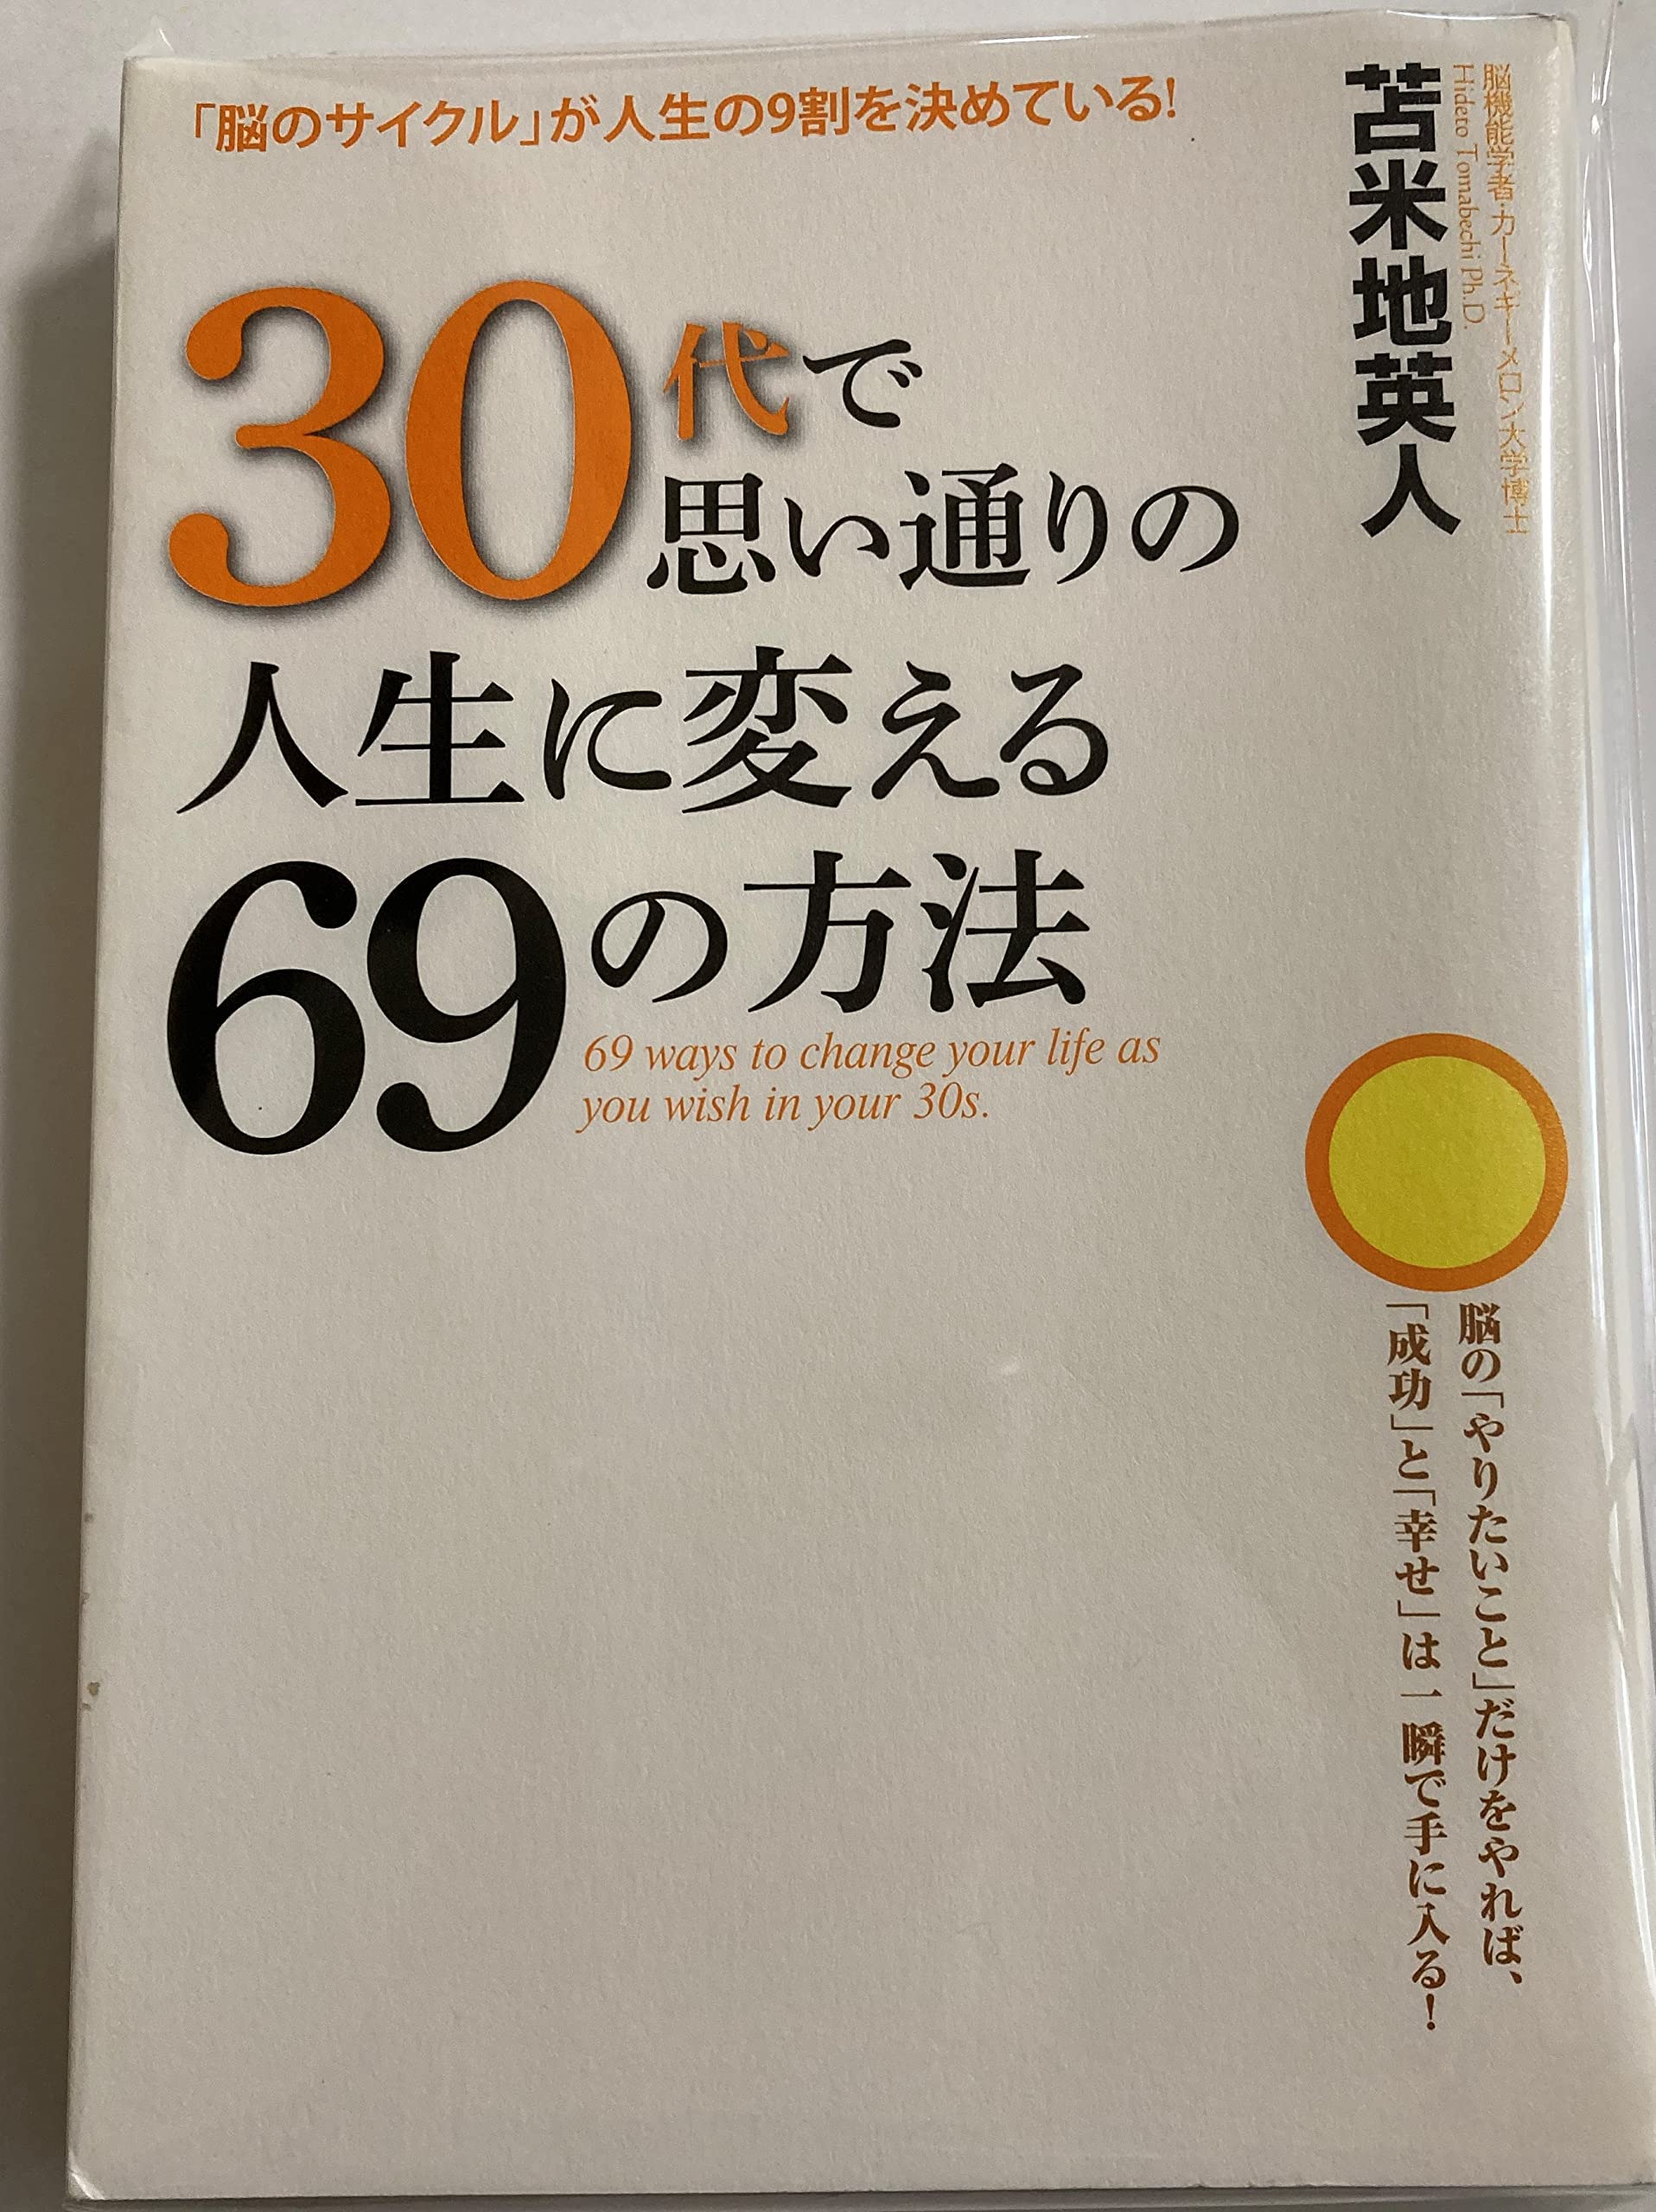 「脳のサイクル」が人生の9割を決めている!
脳機能学者・カーネギーメロン大学博士
Hideto Tomabechi Ph.D.
苫米地英人
30代で
思い通りの
人生に変える
69の方法
69 ways to change your life as
you wish in your 30s.
脳の「やりたいこと」だけをやれば、
「成功」と「幸せ」は一瞬で手に入る!